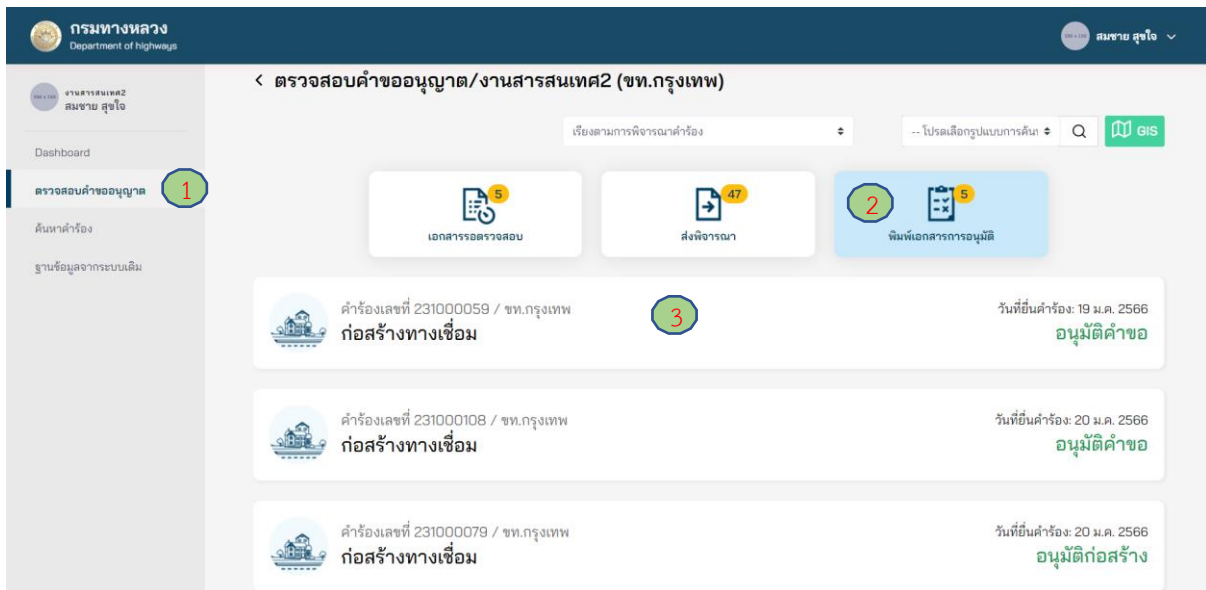 กรมทางหลวง
Department of highways
สมชาย สุขใจ
งานสารสนเทศ2
สมชาย สุขใจ
Dashboard
ตรวจสอบคำขออนุญาต
1
ค้นหาคำร้อง
ฐานข้อมูลจากระบบเดิม
< ตรวจสอบคำขออนุญาต/งานสารสนเทศ2 (ขท.กรุงเทพ)
เรียงตามการพิจารณาคำร้อง
-- โปรดเลือกรูปแบบการค้น
GIS
5
เอกสารรอตรวจสอบ
47
ส่งพิจารณา
2
5
พิมพ์เอกสารการอนุมัติ
คำร้องเลขที่ 231000059 / ขท.กรุงเทพ
ก่อสร้างทางเชื่อม
3
วันที่ยื่นคำร้อง: 19 ม.ค. 2566
อนุมัติคำขอ
คำร้องเลขที่ 231000108 / ขท.กรุงเทพ
ก่อสร้างทางเชื่อม
วันที่ยื่นคำร้อง: 20 ม.ค. 2566
อนุมัติคำขอ
คำร้องเลขที่ 231000079 / ขท.กรุงเทพ
ก่อสร้างทางเชื่อม
วันที่ยื่นคำร้อง: 20 ม.ค. 2566
อนุมัติก่อสร้าง